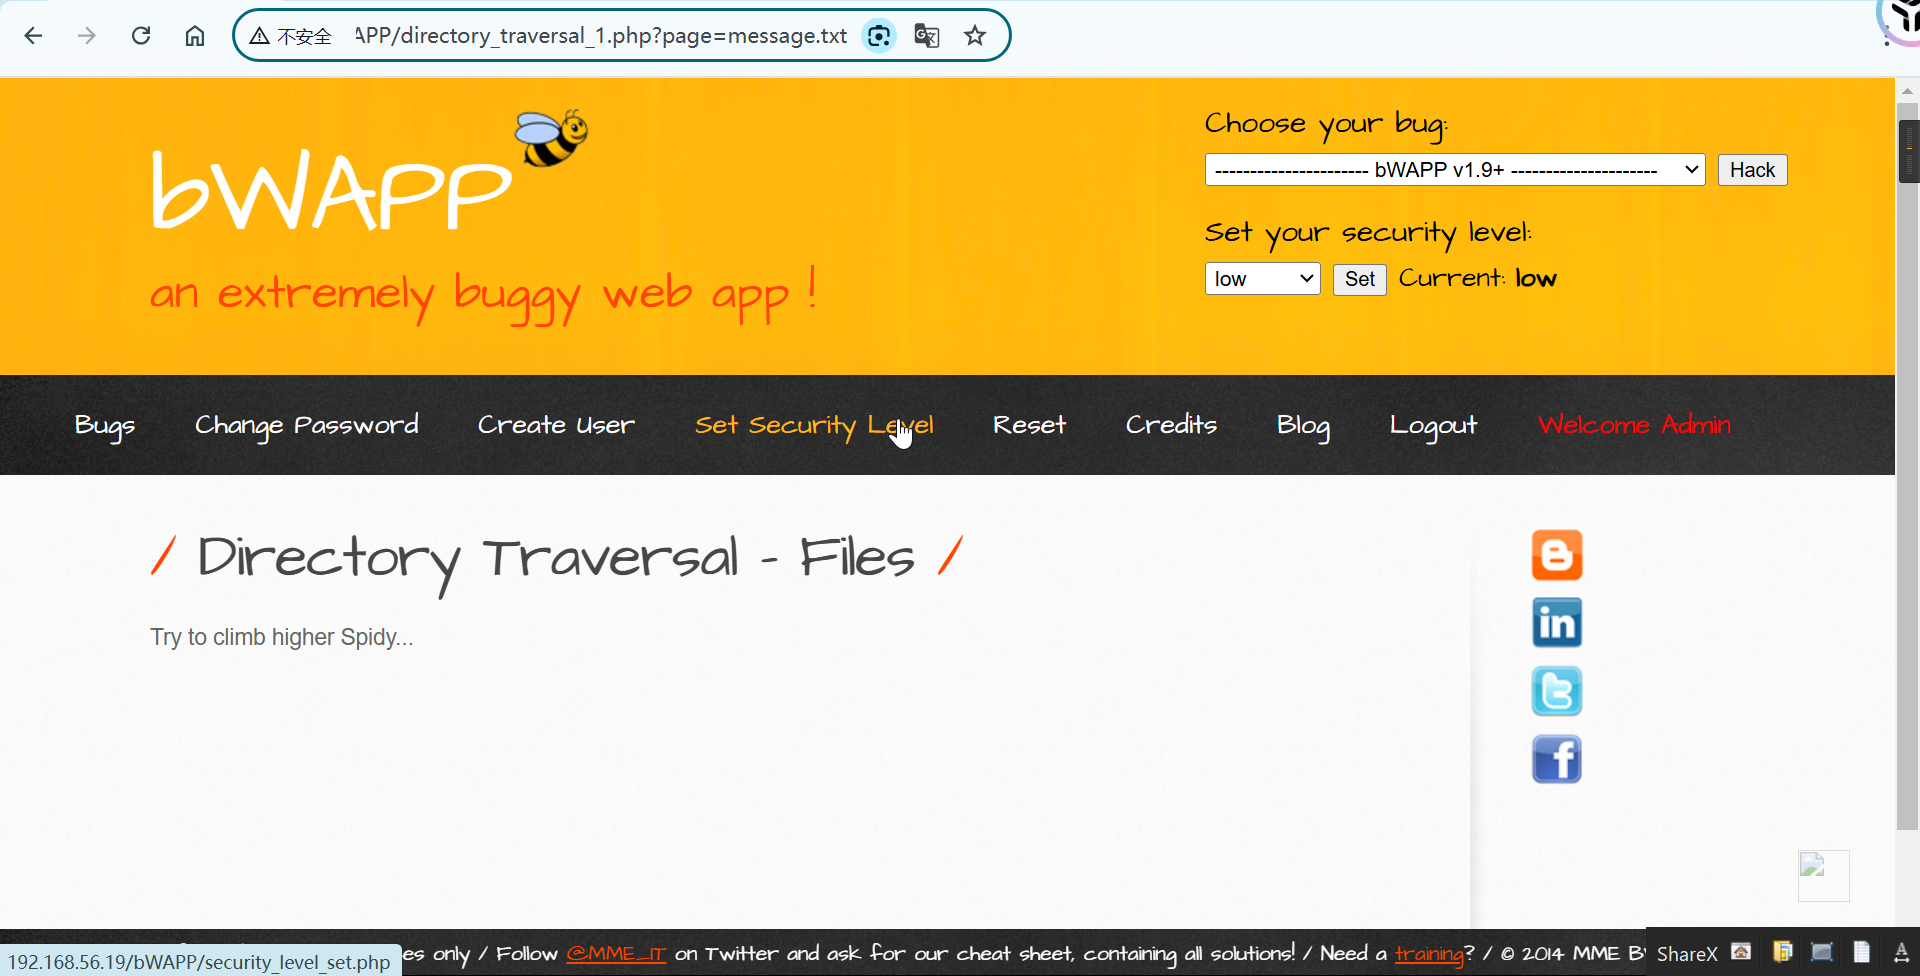 不安全 APP/directory_traversal_1.php?page=message.txt
bWAPP
an extremely buggy web app !
Choose your bug:
---------------------- bWAPP v1.9+ --------------------- Hack
Set your security level:
low Set Current: low
Bugs Change Password Create User Set Security Level Reset Credits Blog Logout Welcome Admin
/ Directory Traversal - Files /
Try to climb higher Spidy...
192.168.56.19/bWAPP/security_level_set.php
es only / Follow @MME_IT on Twitter and ask for our cheat sheet, containing all solutions! / Need a training? / © 2014 MME B
ShareX